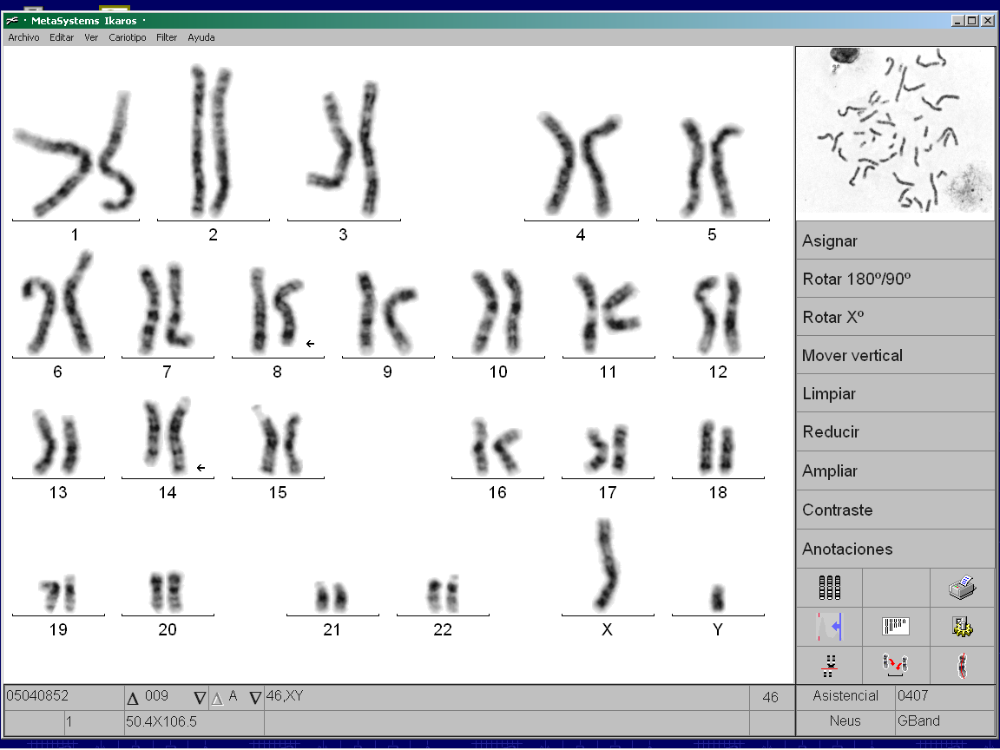 · MetaSystems Ikaros ·
Archivo Editar Ver Cariotipo Filter Ayuda
1 2 3 4 5
6 7 8 9 10 11 12
13 14 15 16 17 18
19 20 21 22 X Y
Asignar
Rotar 180º/90º
Rotar Xº
Mover vertical
Limpiar
Reducir
Ampliar
Contraste
Anotaciones
05040852 009 A 46,XY 46 Asistencial 0407
1 50.4X106.5 Neus GBand